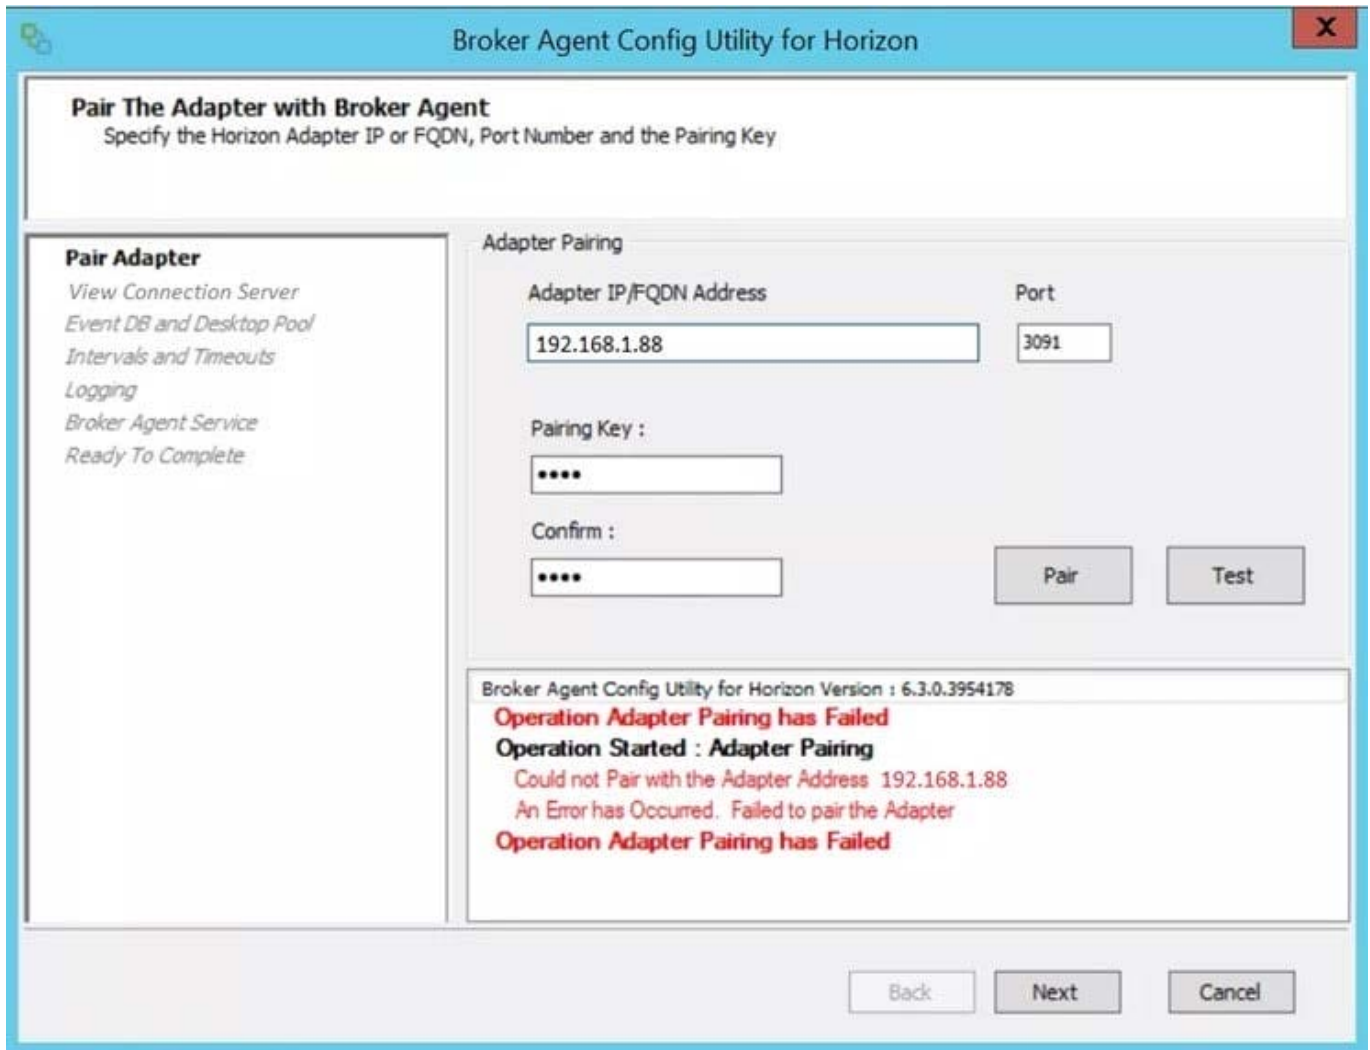 Broker Agent Config Utility for Horizon
X
Pair The Adapter with Broker Agent
Specify the Horizon Adapter IP or FQDN, Port Number and the Pairing Key
Pair Adapter
View Connection Server
Event DB and Desktop Pool
Intervals and Timeouts
Logging
Broker Agent Service
Ready To Complete
Adapter Pairing
Adapter IP/FQDN Address
Port
192.168.1.88
3091
Pairing Key :
••••
Confirm :
••••
Pair
Test
Broker Agent Config Utility for Horizon Version : 6.3.0.3954178
Operation Adapter Pairing has Failed
Operation Started : Adapter Pairing
Could not Pair with the Adapter Address 192.168.1.88
An Error has Occurred. Failed to pair the Adapter
Operation Adapter Pairing has Failed
Back
Next
Cancel